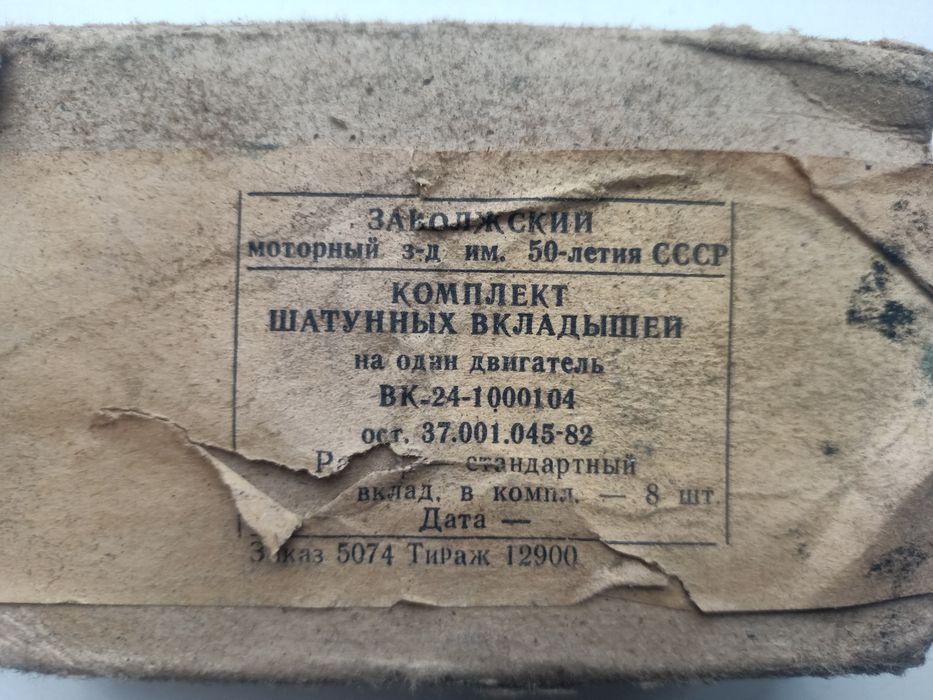 ЗАВОЛЖСКИЙ
моторный з-д им. 50-летия СССР
КОМПЛЕКТ
ШАТУННЫХ ВКЛАДЫШЕЙ
на один двигатель
ВК-24-1000104
ост. 37.001.045-82
стандартный
вклад. в компл. — 8 шт.
Дата —
Заказ 5074 Тираж 12900